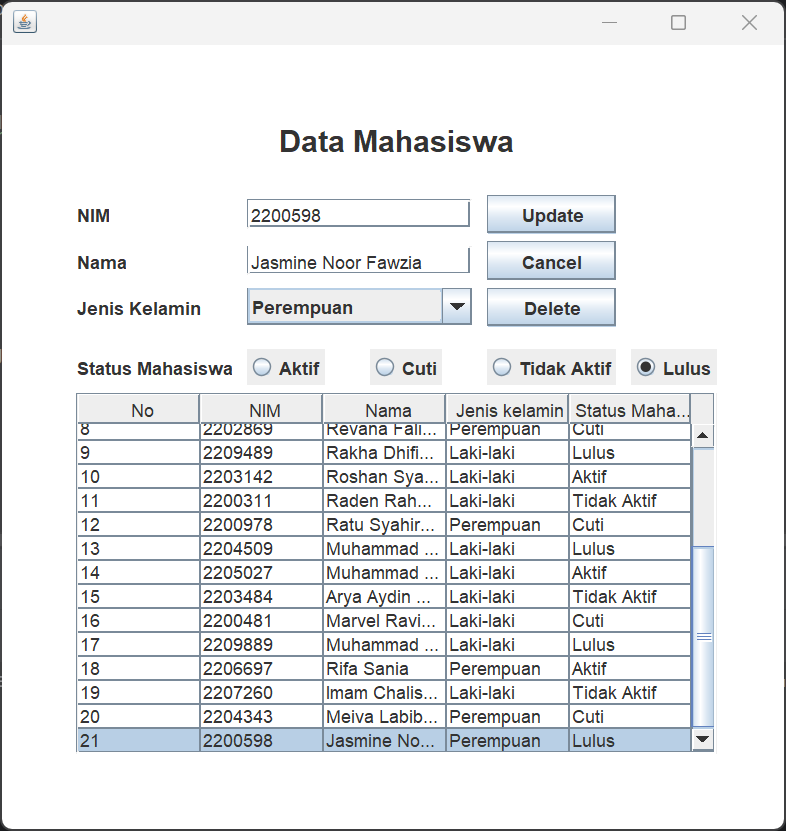 Data Mahasiswa
NIM 2200598 Update
Nama Jasmine Noor Fawzia Cancel
Jenis Kelamin Perempuan Delete
Status Mahasiswa Aktif Cuti Tidak Aktif Lulus
No NIM Nama Jenis kelamin Status Maha...
8 2202869 Revana Fali... Perempuan Cuti
9 2209489 Rakha Dhifi... Laki-laki Lulus
10 2203142 Roshan Sya... Laki-laki Aktif
11 2200311 Raden Rah... Laki-laki Tidak Aktif
12 2200978 Ratu Syahir... Perempuan Cuti
13 2204509 Muhammad ... Laki-laki Lulus
14 2205027 Muhammad ... Laki-laki Aktif
15 2203484 Arya Aydin ... Laki-laki Tidak Aktif
16 2200481 Marvel Ravi... Laki-laki Cuti
17 2209889 Muhammad ... Laki-laki Lulus
18 2206697 Rifa Sania Perempuan Aktif
19 2207260 Imam Chalis... Laki-laki Tidak Aktif
20 2204343 Meiva Labib... Perempuan Cuti
21 2200598 Jasmine No... Perempuan Lulus